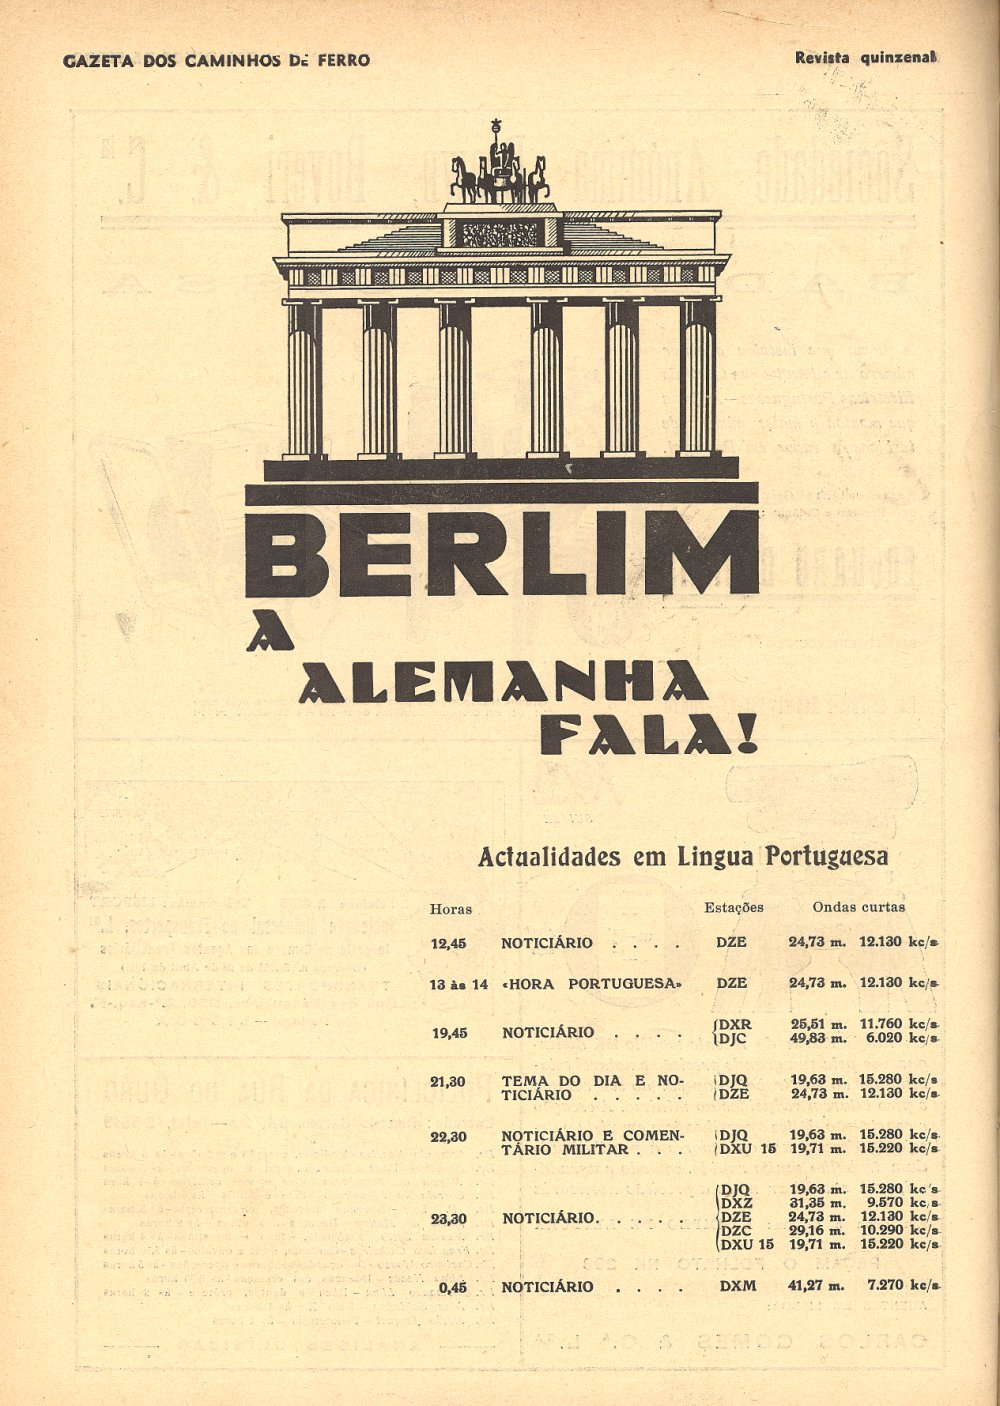 GAZETA DOS CAMINHOS DE FERRO
Revista quinzenal
BERLIM
A
ALEMANHA
FALA!
Actualidades em Lingua Portuguesa
Horas Estações Ondas curtas
12,45 NOTICIÁRIO . . . . DZE 24,73 m. 12.130 kc/s
13 às 14 «HORA PORTUGUESA» DZE 24,73 m. 12.130 kc/s
19,45 NOTICIÁRIO . . . . DXR 25,51 m. 11.760 kc/s
DJC 49,83 m. 6.020 kc/s
21,30 TEMA DO DIA E NO- DJQ 19,63 m. 15.280 kc/s
TICIÁRIO . . . . . DZE 24,73 m. 12.130 kc/s
22,30 NOTICIÁRIO E COMEN- DJQ 19,63 m. 15.280 kc/s
TÁRIO MILITAR . . . DXU 15 19,71 m. 15.220 kc/s
DJQ 19,63 m. 15.280 kc/s
DXZ 31,35 m. 9.570 kc/s
23,30 NOTICIÁRIO. . . . . DZE 24,73 m. 12.130 kc/s
DZC 29,16 m. 10.290 kc/s
DXU 15 19,71 m. 15.220 kc/s
0,45 NOTICIÁRIO . . . . DXM 41,27 m. 7.270 kc/s